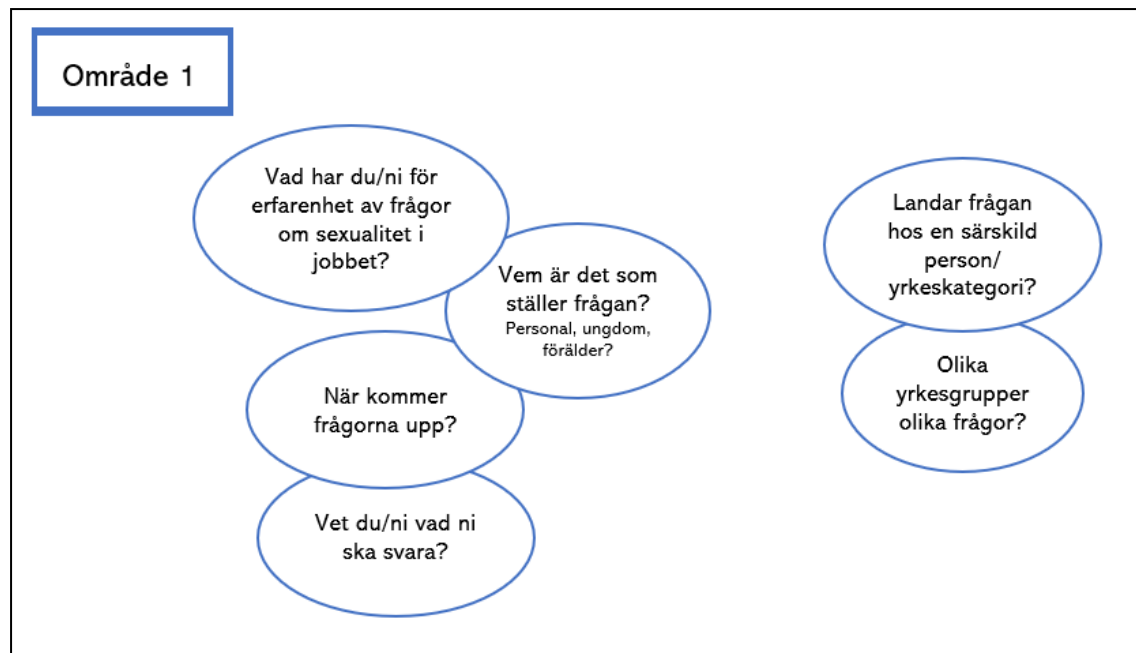 Område 1
Vad har du/ni för
erfarenhet av frågor
om sexualitet i
jobbet?
Vem är det som
ställer frågan?
Personal, ungdom,
förälder?
När kommer
frågorna upp?
Vet du/ni vad ni
ska svara?
Landar frågan
hos en särskild
person/
yrkeskategori?
Olika
yrkesgrupper
olika frågor?